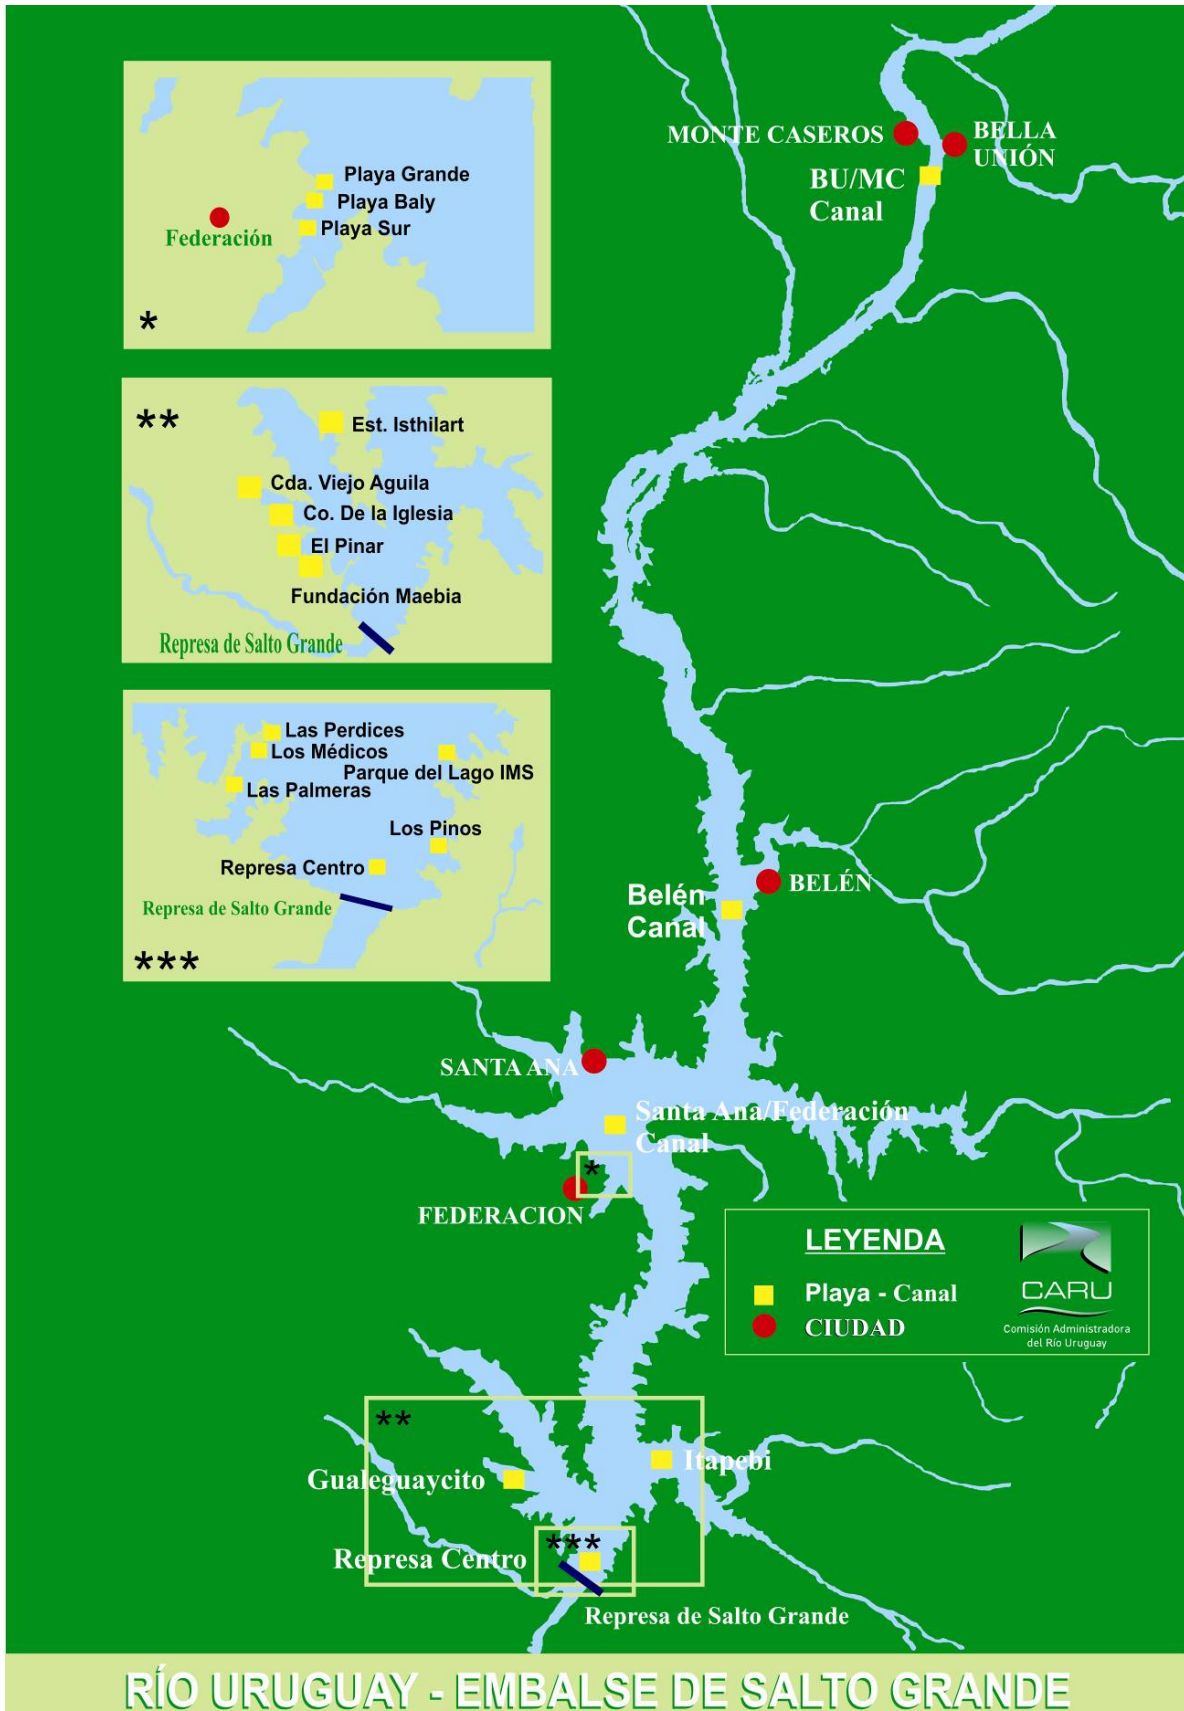 MONTE CASEROS
BELLA
UNIÓN
BU/MC
Canal
Playa Grande
Playa Baly
Playa Sur
Federación
*
**
Est. Isthilart
Cda. Viejo Aguila
Co. De la Iglesia
El Pinar
Fundación Maebia
Represa de Salto Grande
Las Perdices
Los Médicos
Parque del Lago IMS
Las Palmeras
Los Pinos
Represa Centro
Represa de Salto Grande
***
BELÉN
Belén
Canal
SANTA ANA
Santa Ana/Federación
Canal
*
FEDERACION
LEYENDA
Playa - Canal
CIUDAD
CARU
Comisión Administradora
del Río Uruguay
**
Itapebi
Gualeguaycito
***
Represa Centro
Represa de Salto Grande
RÍO URUGUAY - EMBALSE DE SALTO GRANDE